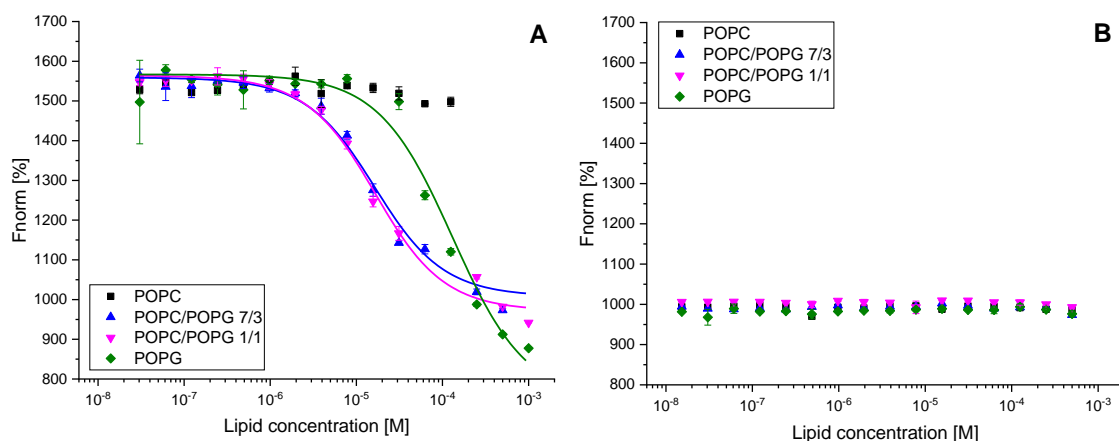 A
1700
1600
1500
1400
1300
1200
1100
1000
900
800
Fnorm [%]
POPC
POPC/POPG 7/3
POPC/POPG 1/1
POPG
10⁻⁸ 10⁻⁷ 10⁻⁶ 10⁻⁵ 10⁻⁴ 10⁻³
Lipid concentration [M]
B
1700
1600
1500
1400
1300
1200
1100
1000
900
800
Fnorm [%]
POPC
POPC/POPG 7/3
POPC/POPG 1/1
POPG
10⁻⁸ 10⁻⁷ 10⁻⁶ 10⁻⁵ 10⁻⁴ 10⁻³
Lipid concentration [M]